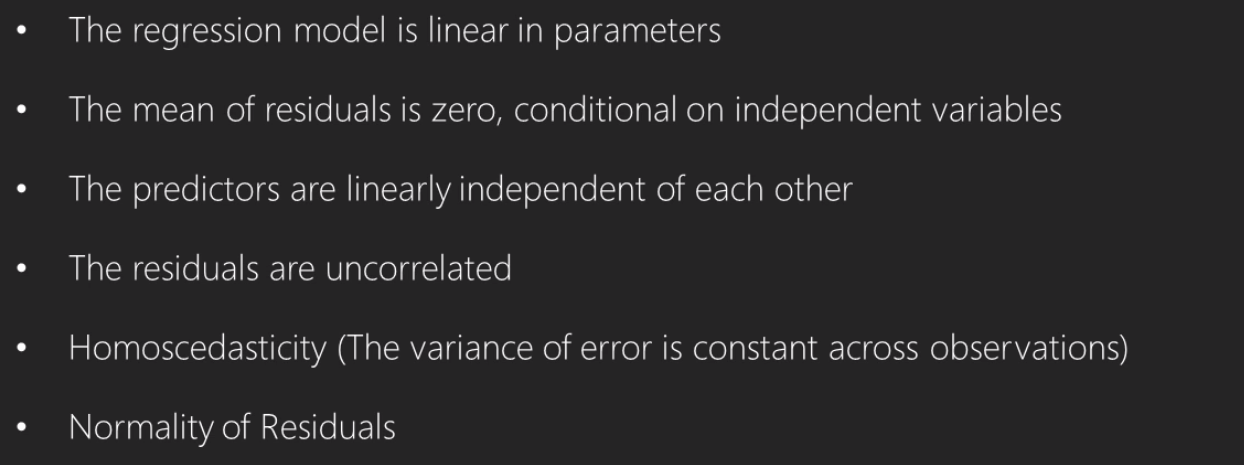 • The regression model is linear in parameters
• The mean of residuals is zero, conditional on independent variables
• The predictors are linearly independent of each other
• The residuals are uncorrelated
• Homoscedasticity (The variance of error is constant across observations)
• Normality of Residuals